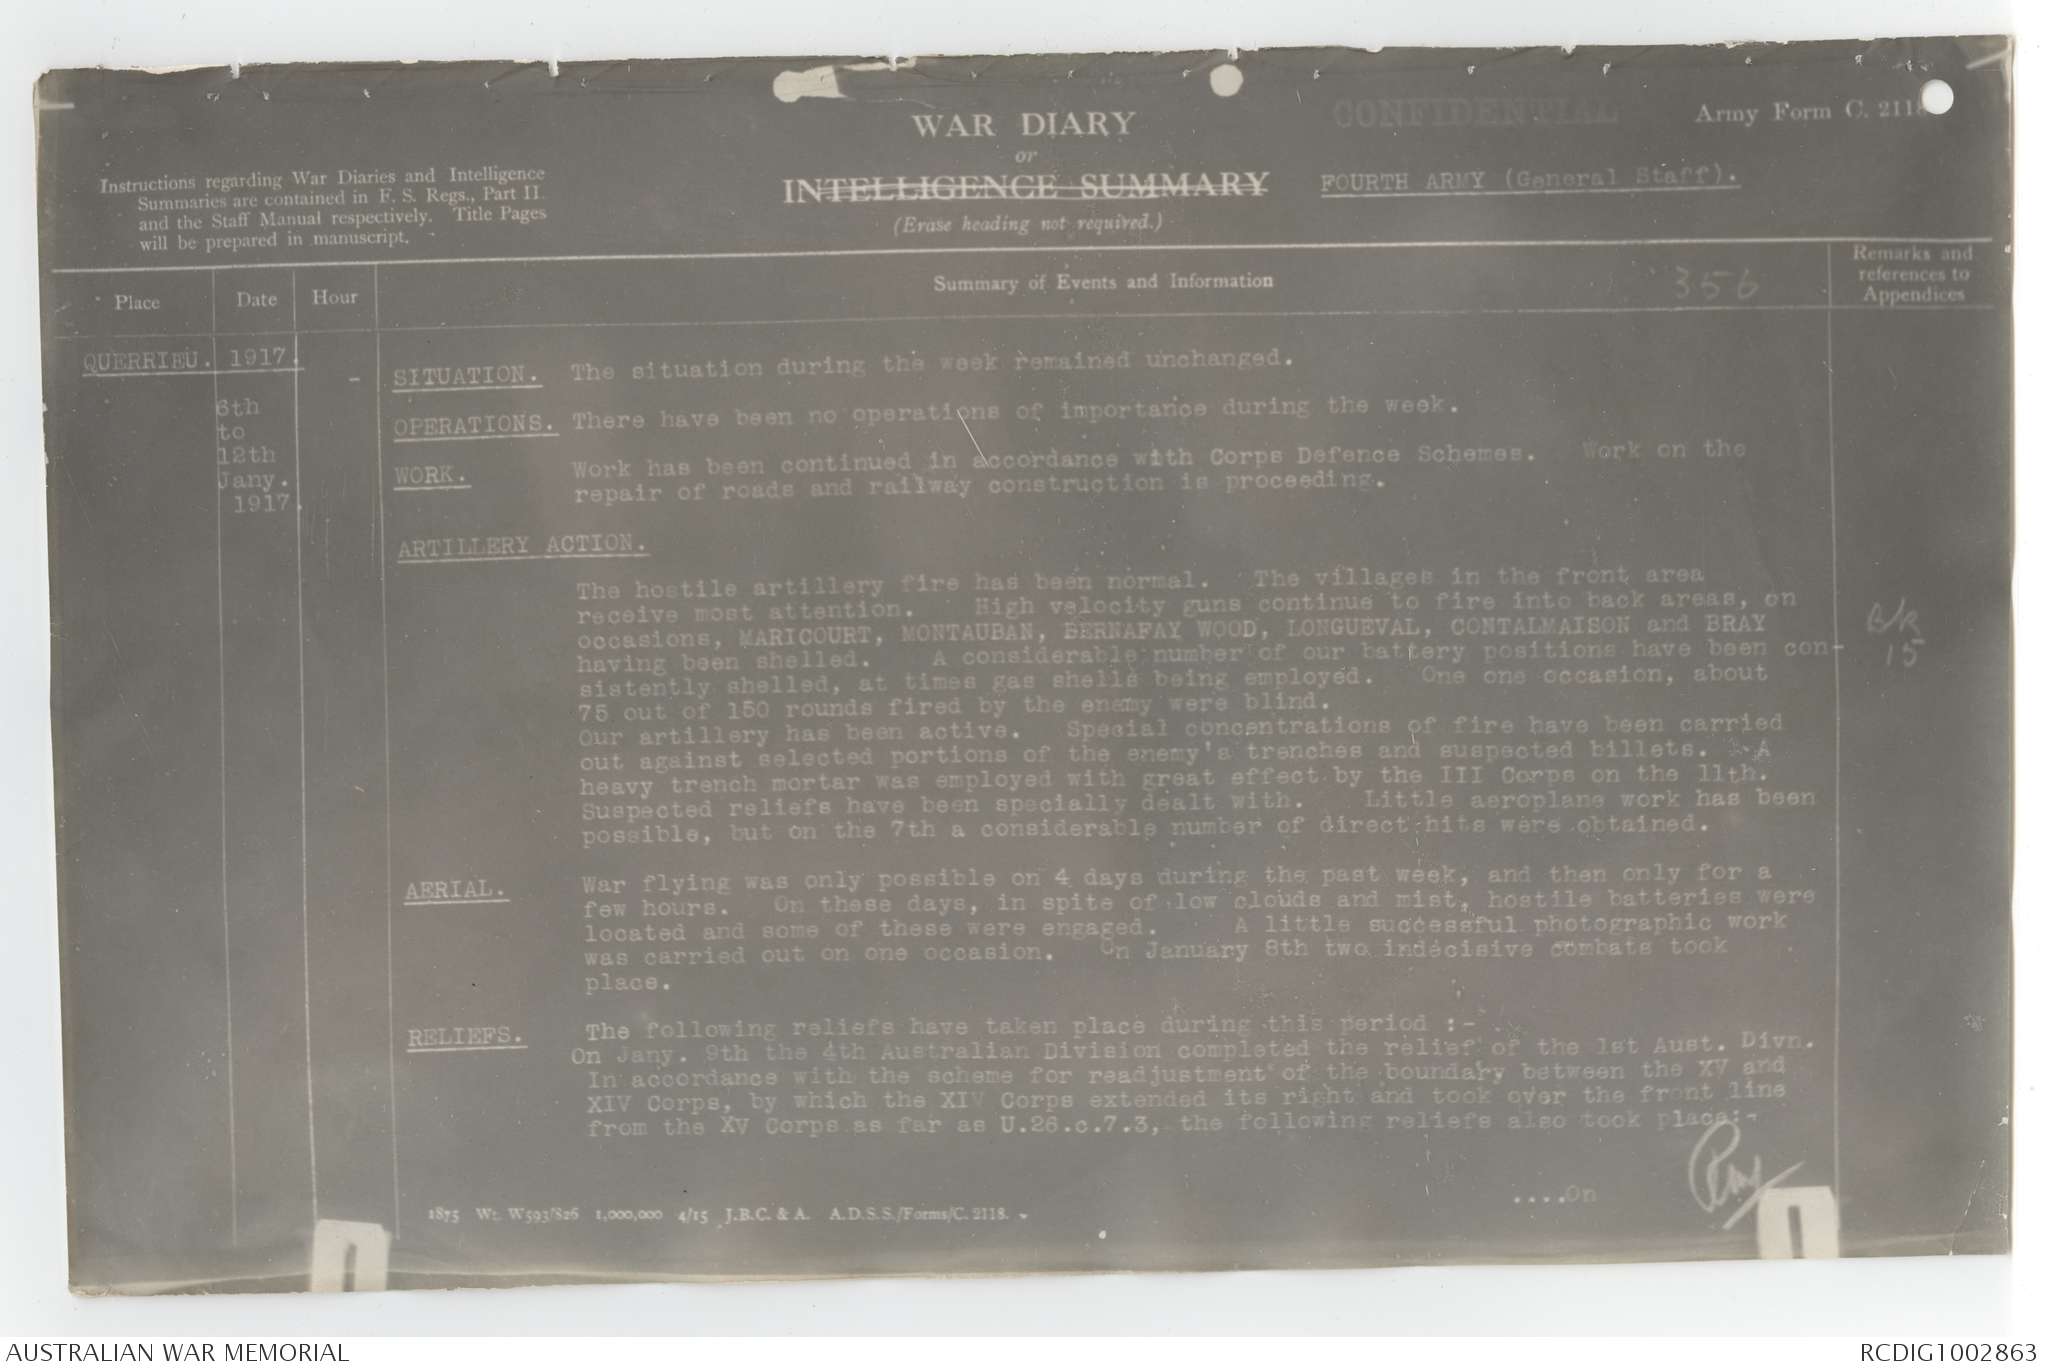 CONFIDENTIAL
Army Form C. 2118
WAR DIARY
or
INTELLIGENCE SUMMARY
(Erase heading not required.)
FOURTH ARMY (General Staff).
Instructions regarding War Diaries and Intelligence
Summaries are contained in F. S. Regs., Part II
and the Staff Manual respectively. Title Pages
will be prepared in manuscript.
Place
Date
Hour
Summary of Events and Information
356
Remarks and
references to
Appendices
QUERRIEU. 1917.
6th
to
12th
Jany.
1917.
-
SITUATION. The situation during the week remained unchanged.
OPERATIONS. There have been no operations of importance during the week.
WORK. Work has been continued in accordance with Corps Defence Schemes. Work on the
repair of roads and railway construction is proceeding.
ARTILLERY ACTION.
The hostile artillery fire has been normal. The villages in the front area
receive most attention. High velocity guns continue to fire into back areas, on
occasions, MARICOURT, MONTAUBAN, BERNAFAY WOOD, LONGUEVAL, CONTALMAISON and BRAY
having been shelled. A considerable number of our battery positions have been con-
sistently shelled, at times gas shells being employed. One one occasion, about
75 out of 150 rounds fired by the enemy were blind.
Our artillery has been active. Special concentrations of fire have been carried
out against selected portions of the enemy's trenches and suspected billets. A
heavy trench mortar was employed with great effect by the III Corps on the 11th.
Suspected reliefs have been specially dealt with. Little aeroplane work has been
possible, but on the 7th a considerable number of direct hits were obtained.
15
AERIAL. War flying was only possible on 4 days during the past week, and then only for a
few hours. On these days, in spite of low clouds and mist, hostile batteries were
located and some of these were engaged. A little successful photographic work
was carried out on one occasion. On January 8th two indecisive combats took
place.
RELIEFS. The following reliefs have taken place during this period :-
On Jany. 9th the 4th Australian Division completed the relief of the 1st Aust. Divn.
In accordance with the scheme for readjustment of the boundary between the XV and
XIV Corps, by which the XIV Corps extended its right and took over the front line
from the XV Corps as far as U.26.c.7.3, the following reliefs also took place:-
....On
1875 Wt. W593/826 1,000,000 4/15 J.B.C. & A. A.D.S.S./Forms/C. 2118.
AUSTRALIAN WAR MEMORIAL
RCDIG1002863